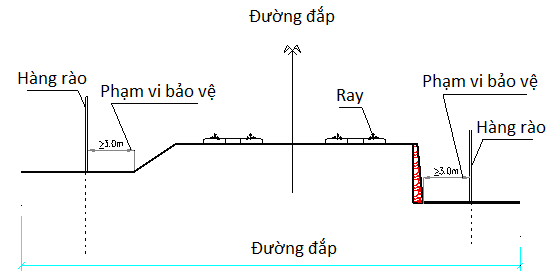 Đường đắp
Hàng rào
Phạm vi bảo vệ
Ray
Phạm vi bảo vệ
Hàng rào
≥3.0m
≥3.0m
Đường đắp